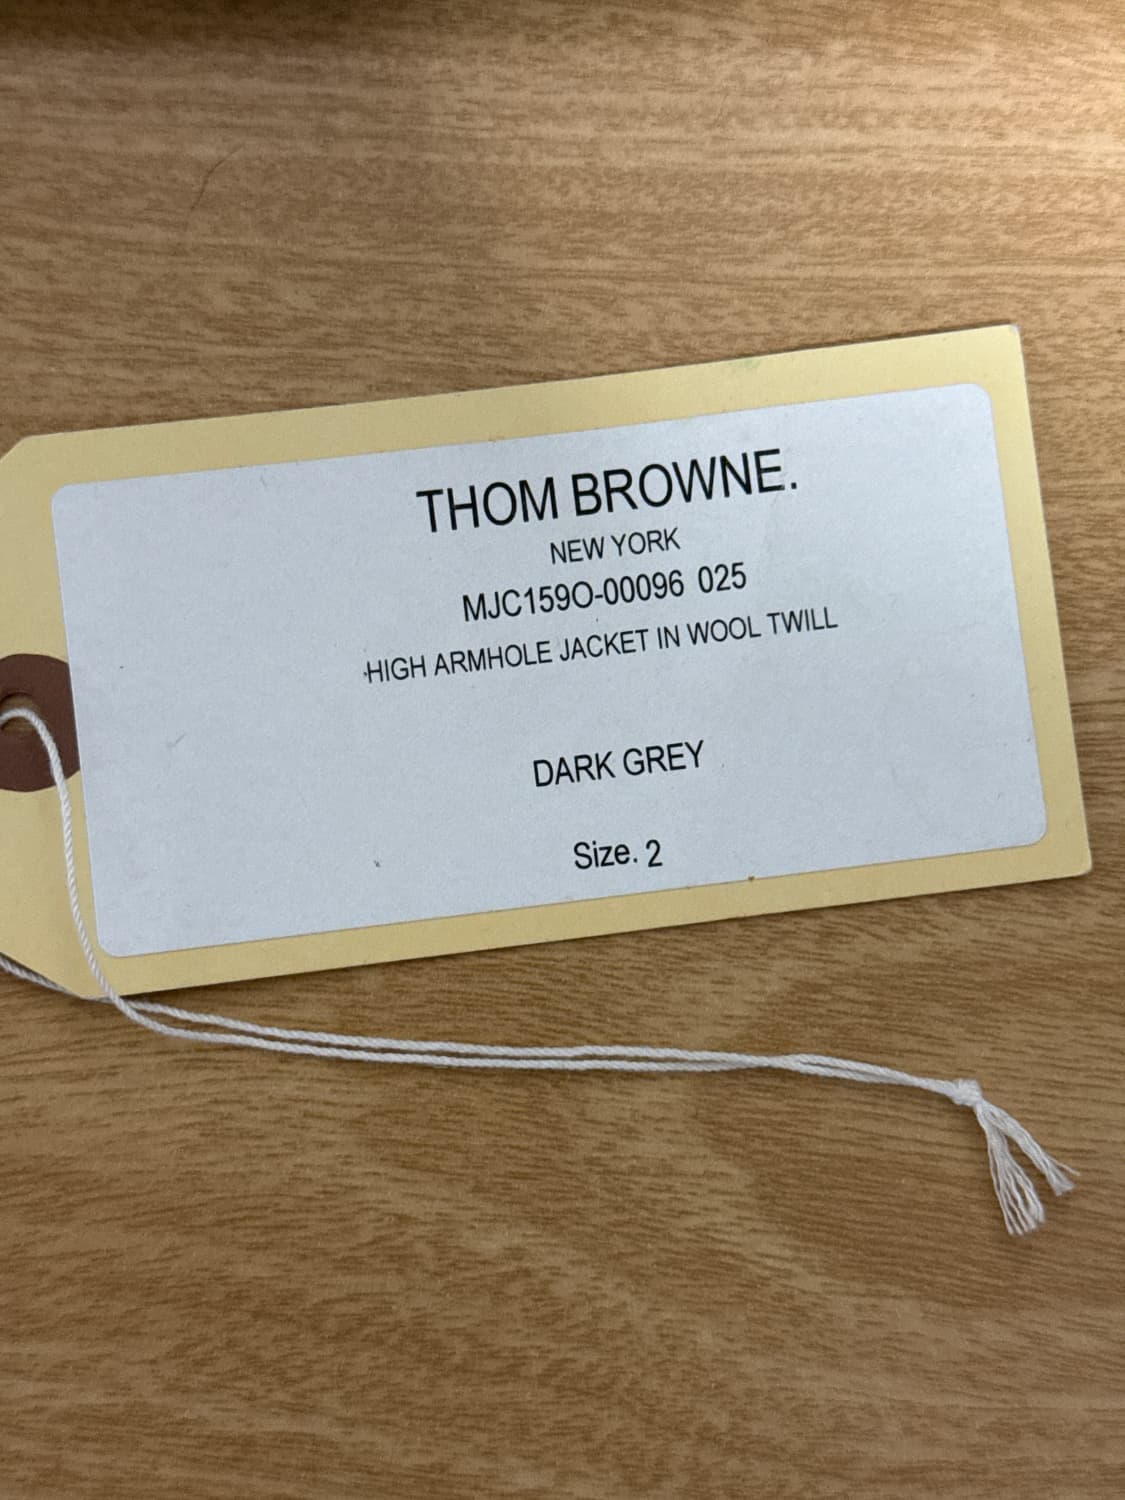 THOM BROWNE.
NEW YORK
MJC159O-00096 025
HIGH ARMHOLE JACKET IN WOOL TWILL
DARK GREY
Size. 2